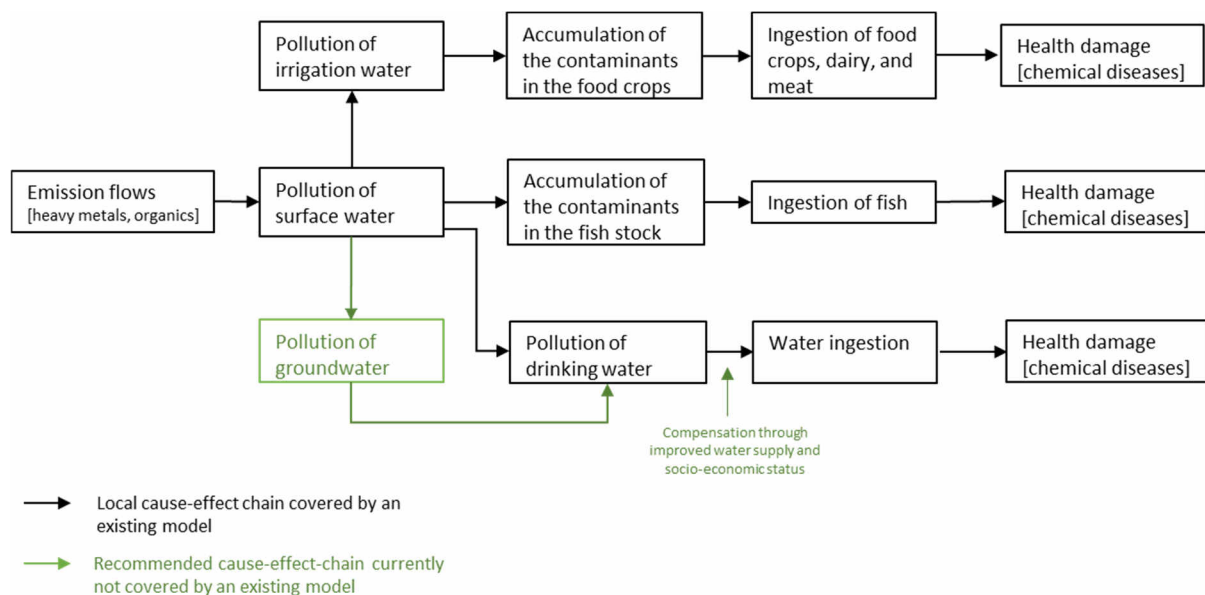 Pollution of
irrigation water
Accumulation of
the contaminants
in the food crops
Ingestion of food
crops, dairy, and
meat
Health damage
[chemical diseases]
Emission flows
[heavy metals, organics]
Pollution of
surface water
Accumulation of
the contaminants
in the fish stock
Ingestion of fish
Health damage
[chemical diseases]
Pollution of
groundwater
Pollution of
drinking water
Water ingestion
Health damage
[chemical diseases]
Compensation through
improved water supply and
socio-economic status
Local cause-effect chain covered by an
existing model
Recommended cause-effect-chain currently
not covered by an existing model